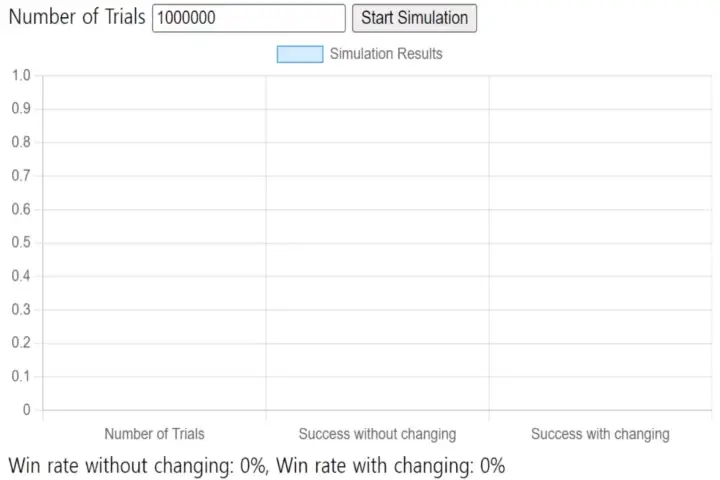 Number of Trials 1000000 Start Simulation
Simulation Results
1.0
0.9
0.8
0.7
0.6
0.5
0.4
0.3
0.2
0.1
0
Number of Trials Success without changing Success with changing
Win rate without changing: 0%, Win rate with changing: 0%